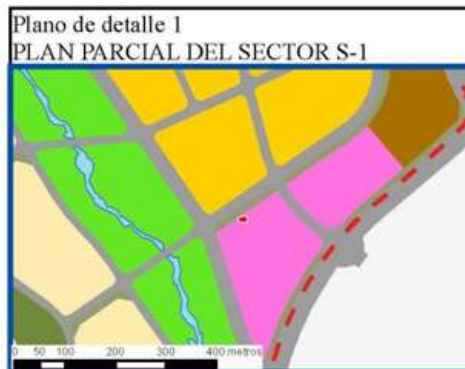 Plano de detalle 1
PLAN PARCIAL DEL SECTOR S-1
0 50 100 200 300 400 metros